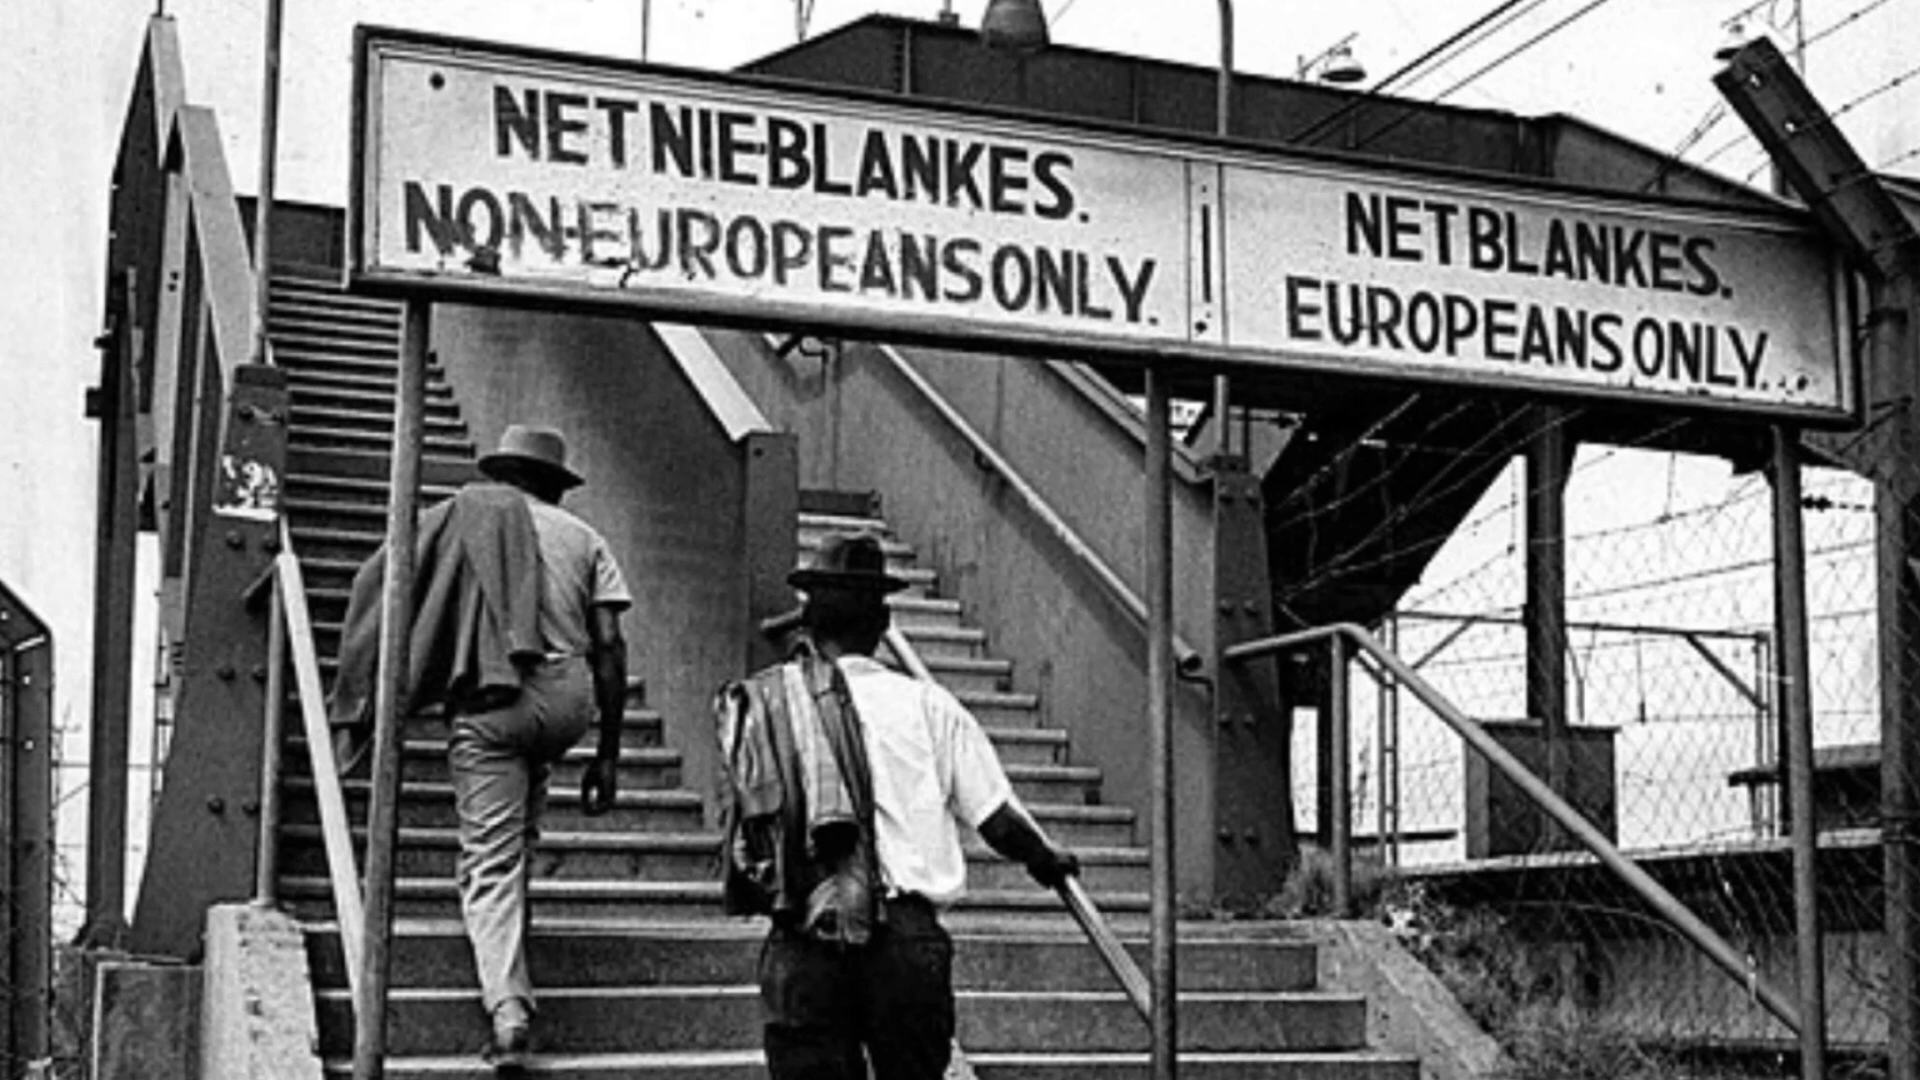 NET NIE-BLANKES.
NON-EUROPEANS ONLY.
NET BLANKES.
EUROPEANS ONLY.